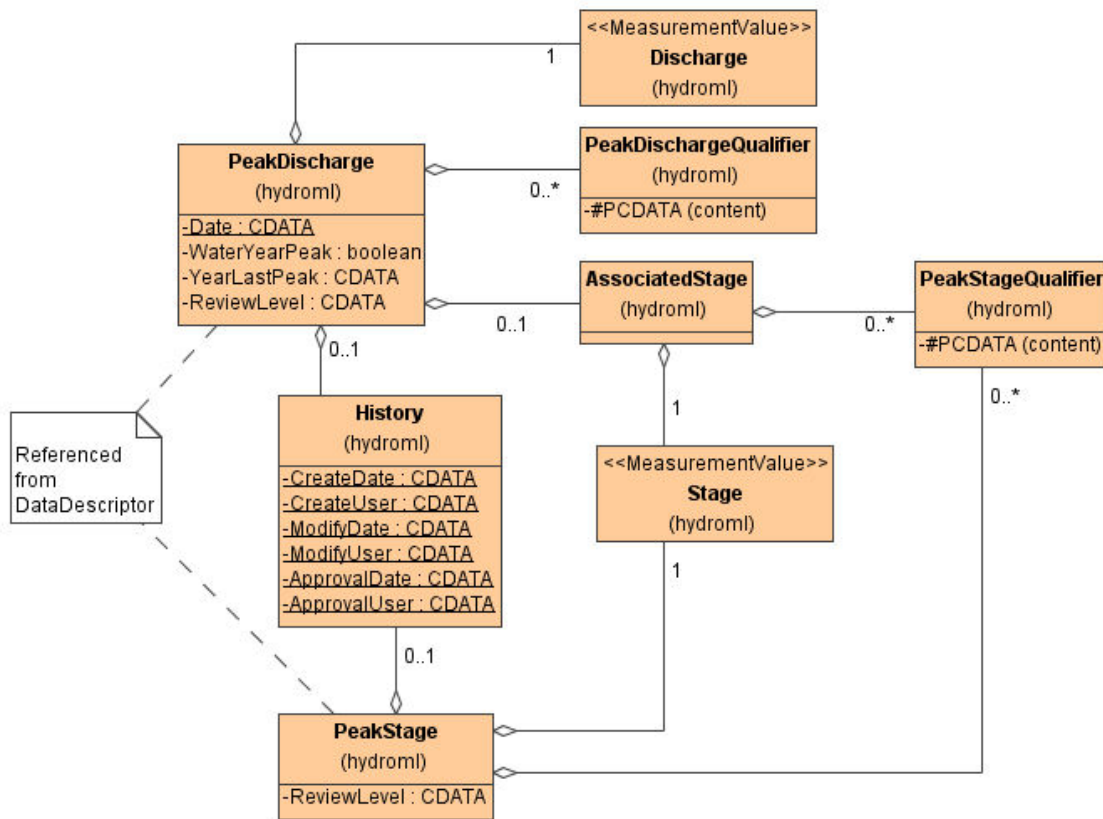 <<MeasurementValue>>
Discharge
(hydroml)
1
PeakDischarge
(hydroml)
-Date : CDATA
-WaterYearPeak : boolean
-YearLastPeak : CDATA
-ReviewLevel : CDATA
PeakDischargeQualifier
(hydroml)
-#PCDATA (content)
0..*
AssociatedStage
(hydroml)
0..1
PeakStageQualifier
(hydroml)
-#PCDATA (content)
0..*
0..1
0..*
History
(hydroml)
-CreateDate : CDATA
-CreateUser : CDATA
-ModifyDate : CDATA
-ModifyUser : CDATA
-ApprovalDate : CDATA
-ApprovalUser : CDATA
1
Referenced
from
DataDescriptor
<<MeasurementValue>>
Stage
(hydroml)
1
0..1
PeakStage
(hydroml)
-ReviewLevel : CDATA